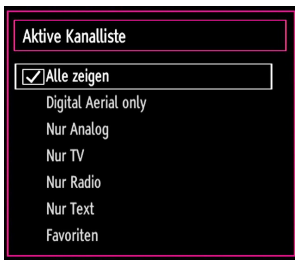 Aktive Kanalliste
Alle zeigen
Digital Aerial only
Nur Analog
Nur TV
Nur Radio
Nur Text
Favoriten